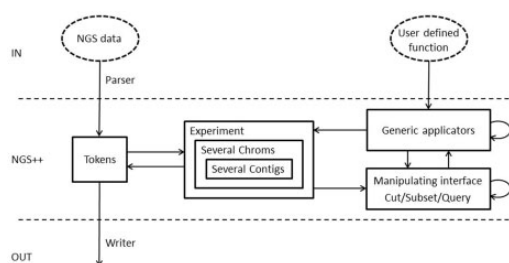 NGS data
User defined
function
IN
Parser
Experiment
Several Chroms
Several Contigs
Generic applicators
NGS++
Tokens
Manipulating interface
Cut/Subset/Query
Writer
OUT